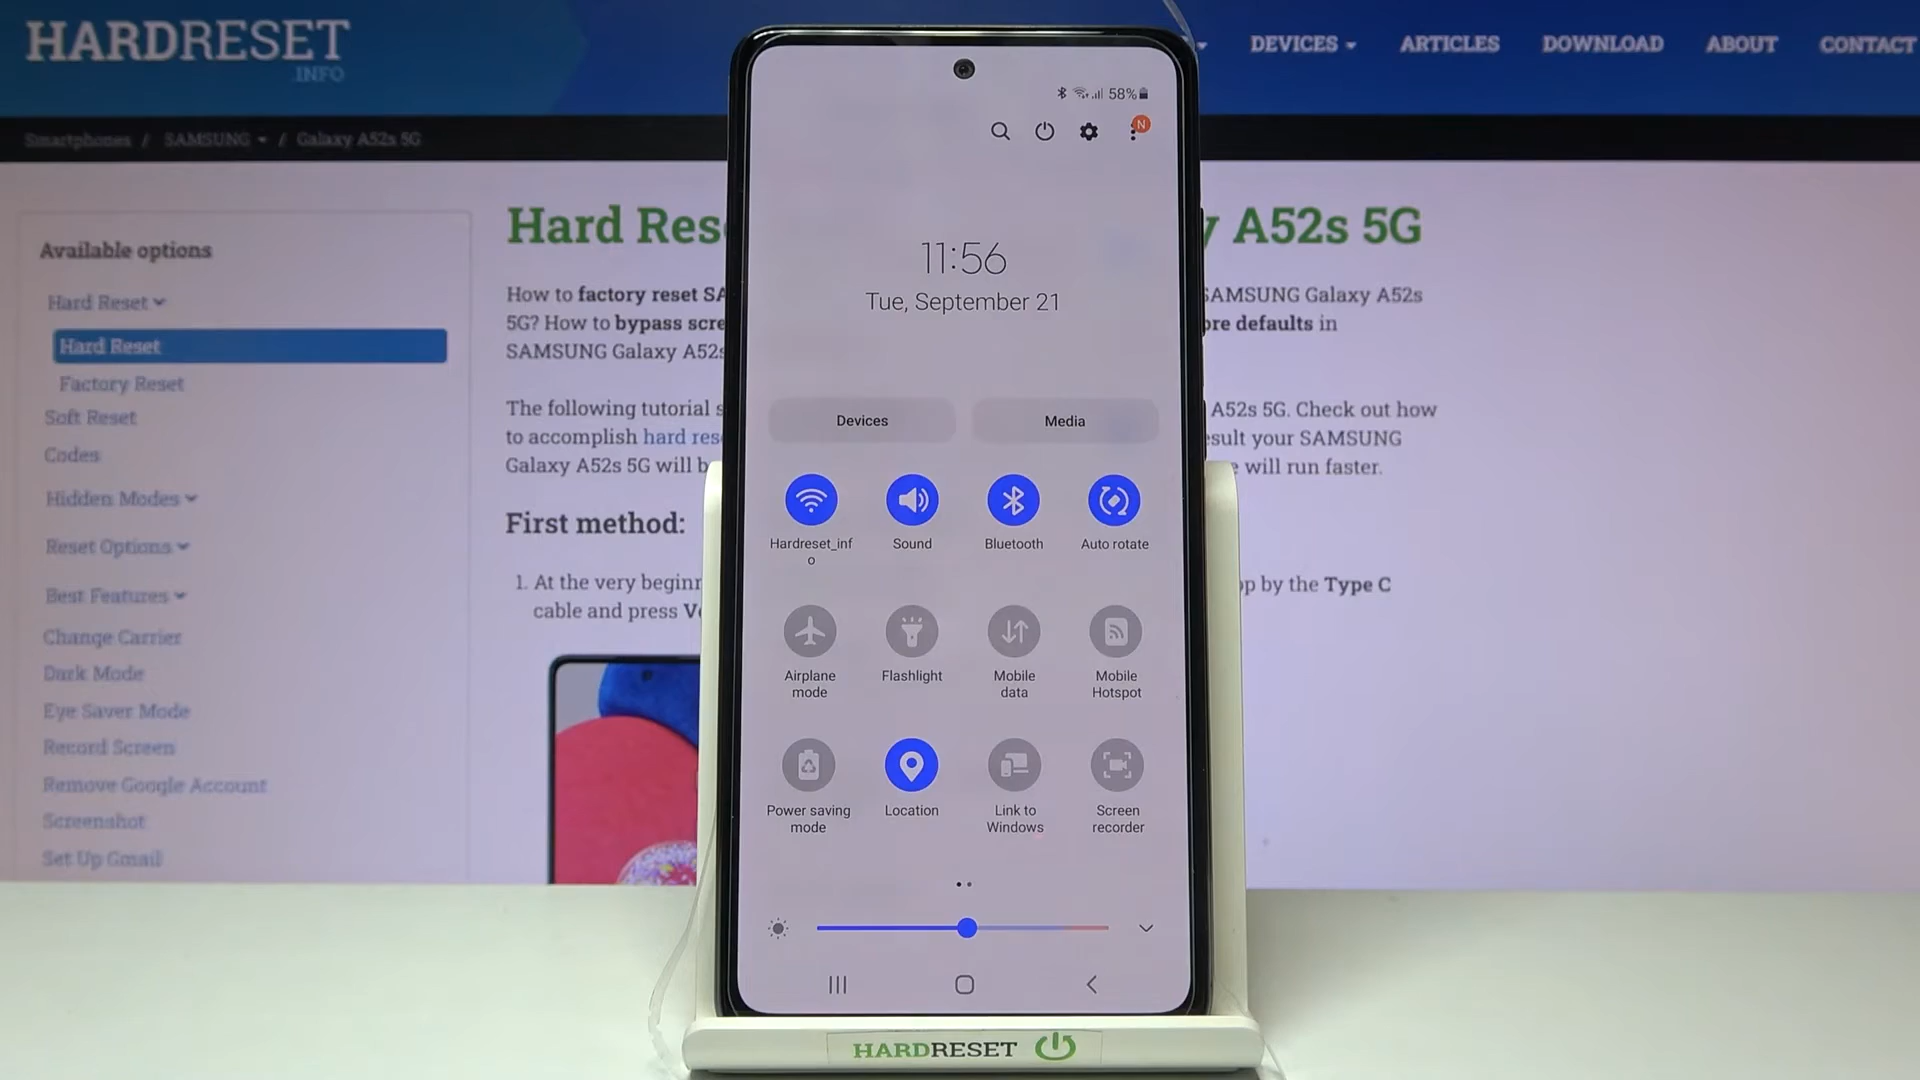 HARDRESET
.INFO
DEVICES
ARTICLES
DOWNLOAD
ABOUT
CONTACT
Smartphones / SAMSUNG / Galaxy A52s 5G
Available options
Hard Reset
Hard Reset
Factory Reset
Soft Reset
Codes
Hidden Modes
Reset Options
Best Features
Change Carrier
Dark Mode
Eye Saver Mode
Record Screen
Remove Google Account
Screenshot
Set Up Gmail
Hard Res
A52s 5G
How to factory reset SA
SAMSUNG Galaxy A52s
5G? How to bypass scre
ore defaults in
SAMSUNG Galaxy A52s
The following tutorial s
A52s 5G. Check out how
to accomplish hard res
esult your SAMSUNG
Galaxy A52s 5G will b
will run faster.
First method:
1. At the very beginn
op by the Type C
cable and press Vo
58%
N
11:56
Tue, September 21
Devices
Media
Hardreset_inf
o
Sound
Bluetooth
Auto rotate
Airplane
mode
Flashlight
Mobile
data
Mobile
Hotspot
Power saving
mode
Location
Link to
Windows
Screen
recorder
HARDRESET